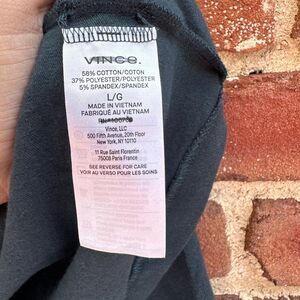 VINCE.
58% COTTON/COTON
37% POLYESTER/POLYESTER
5% SPANDEX/SPANDEX
L/G
MADE IN VIETNAM
FABRIQUÉ AU VIETNAM
Vince, LLC
500 Fifth Avenue, 20th Floor
New York, NY 10110
11 Rue Saint Florentin
75008 Paris France
SEE REVERSE FOR CARE
VOIR AU VERSO POUR LES SOINS